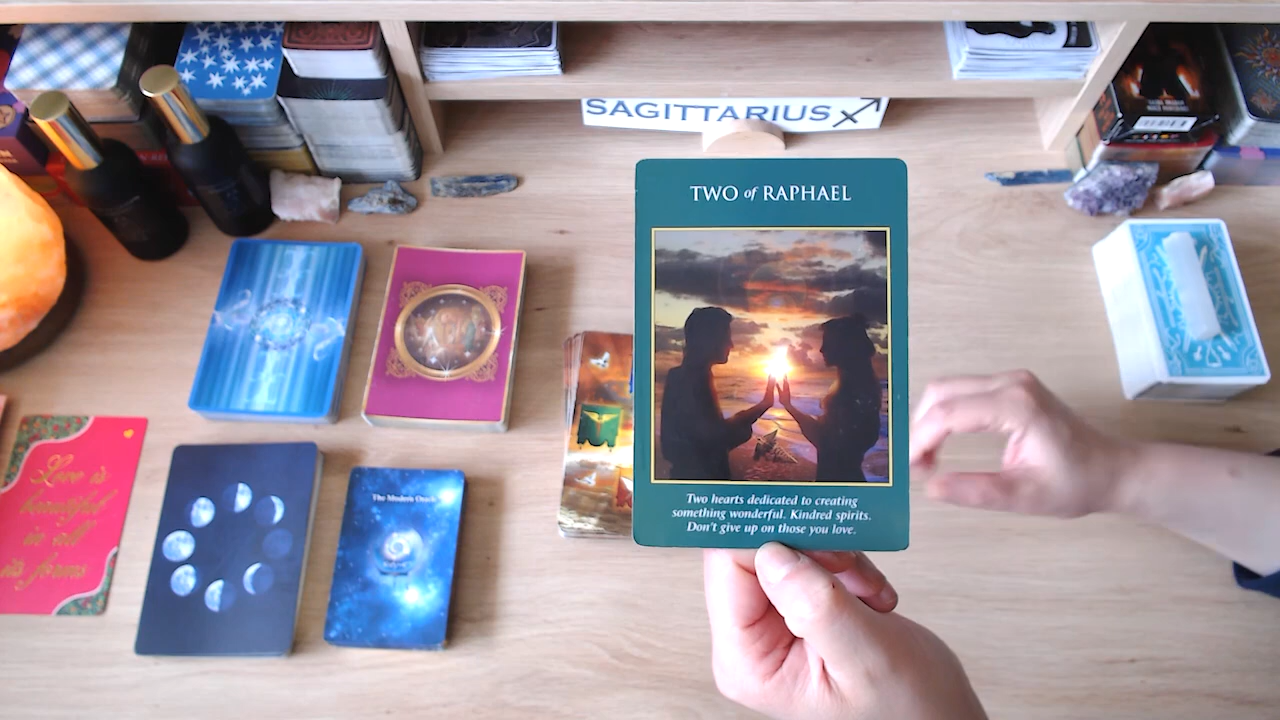 SAGITTARIUS
TWO of RAPHAEL
Two hearts dedicated to creating
something wonderful. Kindred spirits.
Don't give up on those you love.
Love is
beautiful
in all
its forms
The Modern Oracle